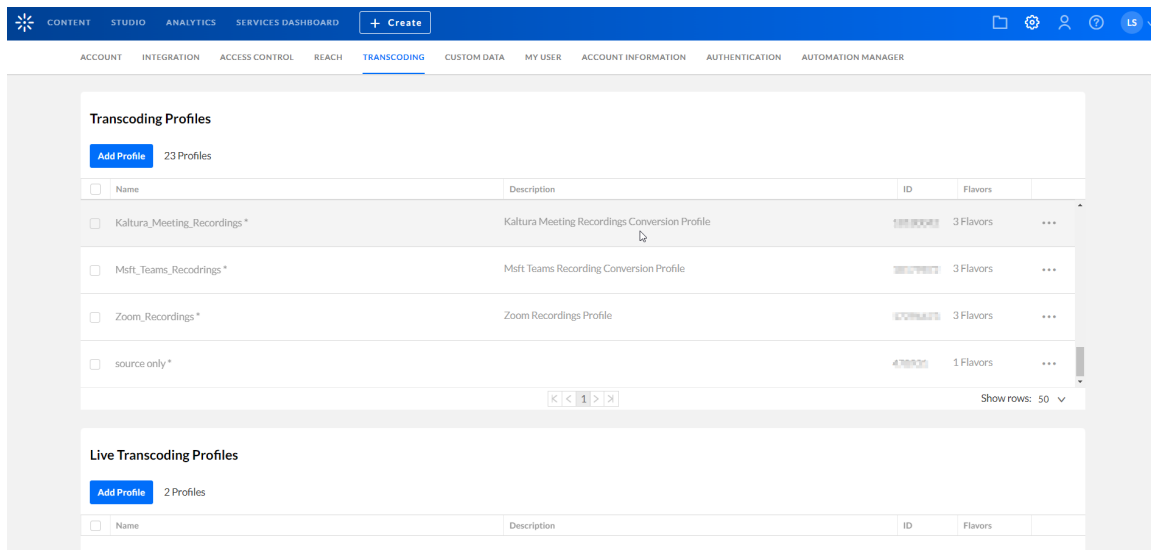 CONTENT STUDIO ANALYTICS SERVICES DASHBOARD + Create LS
ACCOUNT INTEGRATION ACCESS CONTROL REACH TRANSCODING CUSTOM DATA MY USER ACCOUNT INFORMATION AUTHENTICATION AUTOMATION MANAGER
Transcoding Profiles
Add Profile 23 Profiles
Name Description ID Flavors
Kaltura_Meeting_Recordings * Kaltura Meeting Recordings Conversion Profile 3 Flavors
Msft_Teams_Recodrings * Msft Teams Recording Conversion Profile 3 Flavors
Zoom_Recordings * Zoom Recordings Profile 3 Flavors
source only * 1 Flavors
1 Show rows: 50
Live Transcoding Profiles
Add Profile 2 Profiles
Name Description ID Flavors